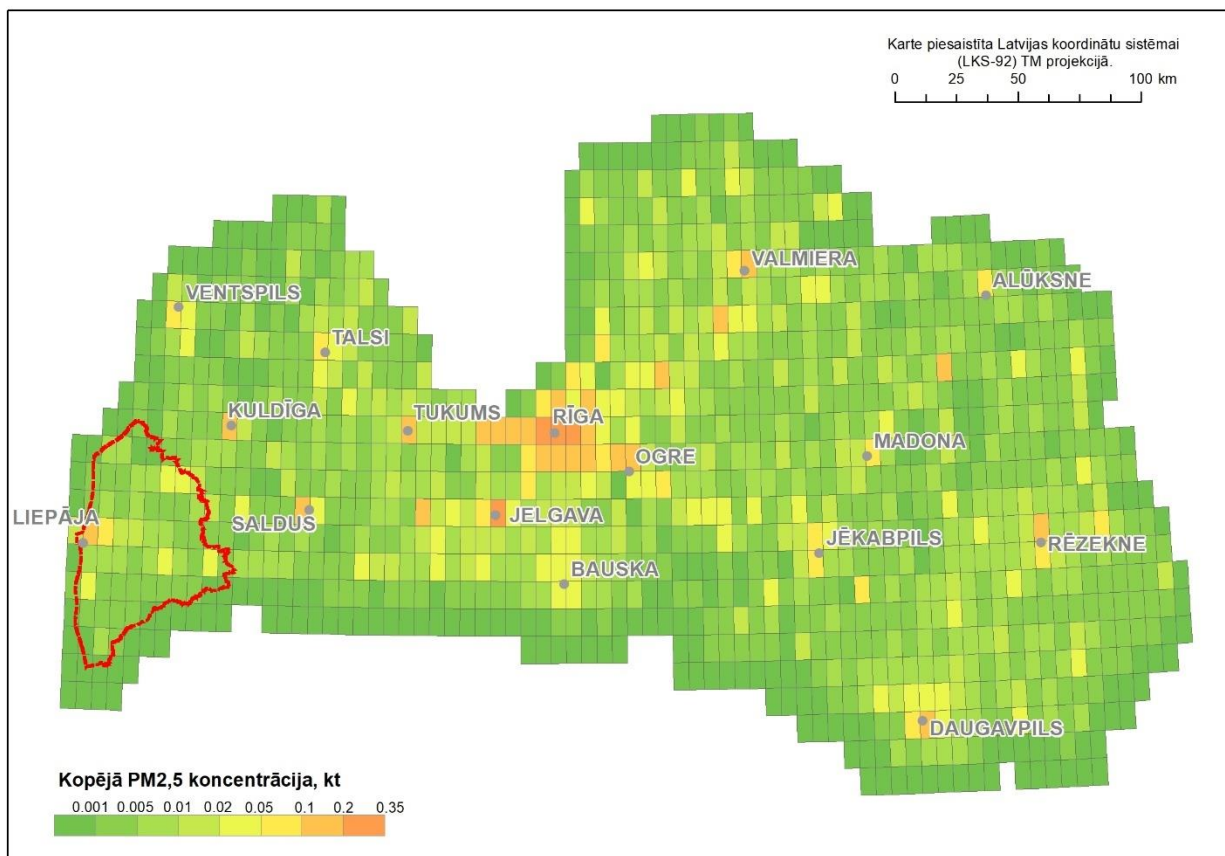 Karte piesaistīta Latvijas koordinātu sistēmai
(LKS-92) TM projekcijā.
0 25 50 100 km
VALMIERA
ALŪKSNE
VENTSPILS
TALSI
KULDĪGA
TUKUMS
RĪGA
MADONA
OGRE
LIEPĀJA
SALDUS
JELGAVA
JĒKABPILS
RĒZEKNE
BAUSKA
DAUGAVPILS
Kopējā PM2,5 koncentrācija, kt
0.001 0.005 0.01 0.02 0.05 0.1 0.2 0.35